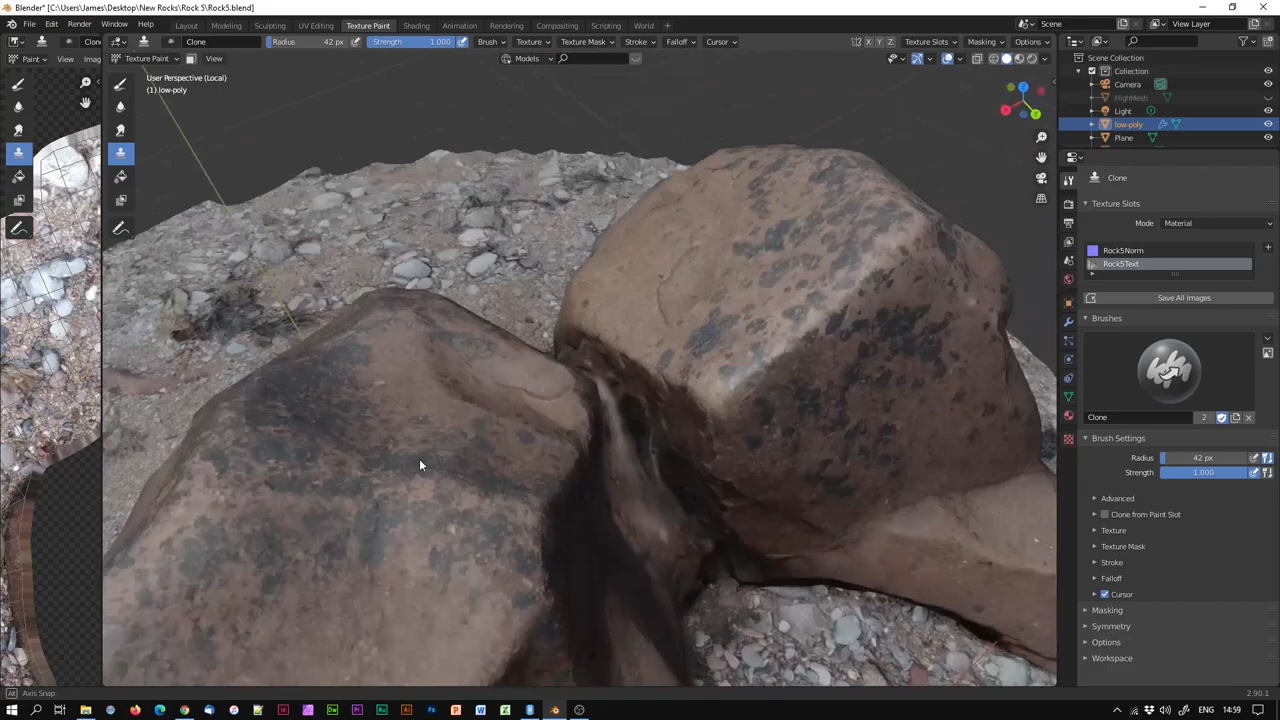 Blender* [C:\Users\James\Desktop\New Rocks\Rock 5\Rock5.blend]
File Edit Render Window Help Layout Modeling Sculpting UV Editing Texture Paint Shading Animation Rendering Compositing Scripting World Scene View Layer
Clone Radius 42 px Strength 1.000 Brush Texture Texture Mask Stroke Falloff Cursor X Y Z Texture Slots Masking Options
Paint View Texture Paint View Models
User Perspective (Local)
(1) low-poly
Scene Collection
Collection
Camera
HighMesh
Light
low-poly
Plane
Clone
Texture Slots
Mode Material
Rock5Norm
Rock5Text
Save All Images
Brushes
Clone 2
Brush Settings
Radius 42 px
Strength 1.000
Advanced
Clone from Paint Slot
Texture
Texture Mask
Stroke
Falloff
Cursor
Masking
Symmetry
Options
Workspace
Axis Snap 2.90.1
ENG 14:59